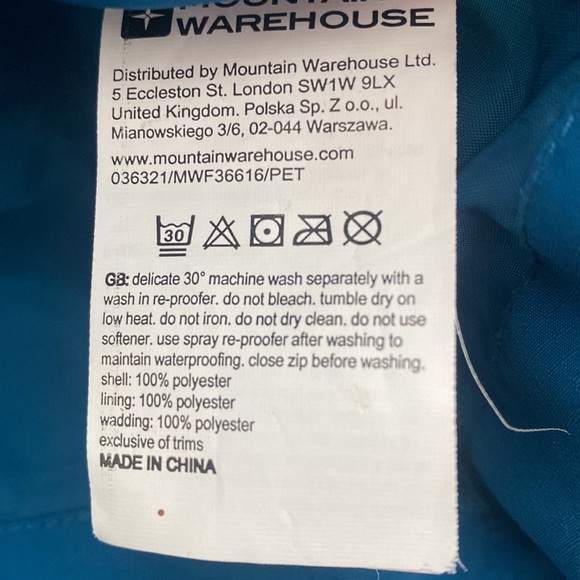 MOUNTAIN
WAREHOUSE
Distributed by Mountain Warehouse Ltd.
5 Eccleston St. London SW1W 9LX
United Kingdom. Polska Sp. Z o.o., ul.
Mianowskiego 3/6, 02-044 Warszawa.
www.mountainwarehouse.com
036321/MWF36616/PET
30
GB: delicate 30° machine wash separately with a
wash in re-proofer. do not bleach. tumble dry on
low heat. do not iron. do not dry clean. do not use
softener. use spray re-proofer after washing to
maintain waterproofing. close zip before washing.
shell: 100% polyester
lining: 100% polyester
wadding: 100% polyester
exclusive of trims
MADE IN CHINA